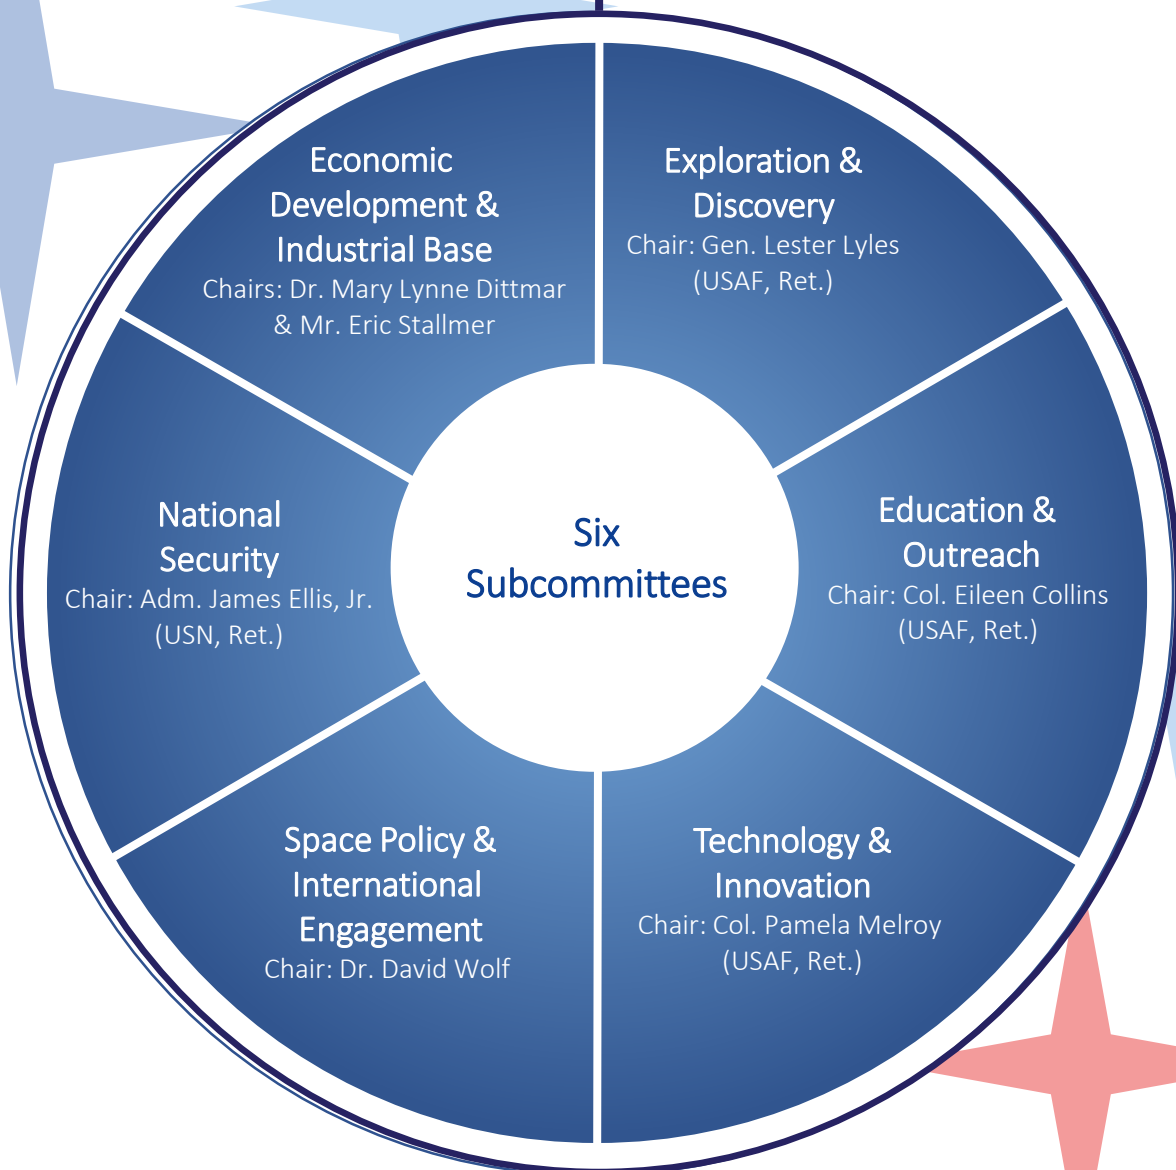 Economic
Development &
Industrial Base
Chairs: Dr. Mary Lynne Dittmar
& Mr. Eric Stallmer
Exploration &
Discovery
Chair: Gen. Lester Lyles
(USAF, Ret.)
National
Security
Chair: Adm. James Ellis, Jr.
(USN, Ret.)
Six
Subcommittees
Education &
Outreach
Chair: Col. Eileen Collins
(USAF, Ret.)
Space Policy &
International
Engagement
Chair: Dr. David Wolf
Technology &
Innovation
Chair: Col. Pamela Melroy
(USAF, Ret.)